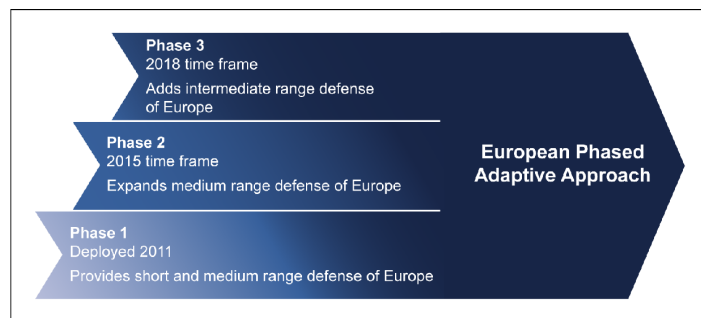 Phase 3
2018 time frame
Adds intermediate range defense
of Europe
Phase 2
2015 time frame
Expands medium range defense of Europe
Phase 1
Deployed 2011
Provides short and medium range defense of Europe
European Phased
Adaptive Approach